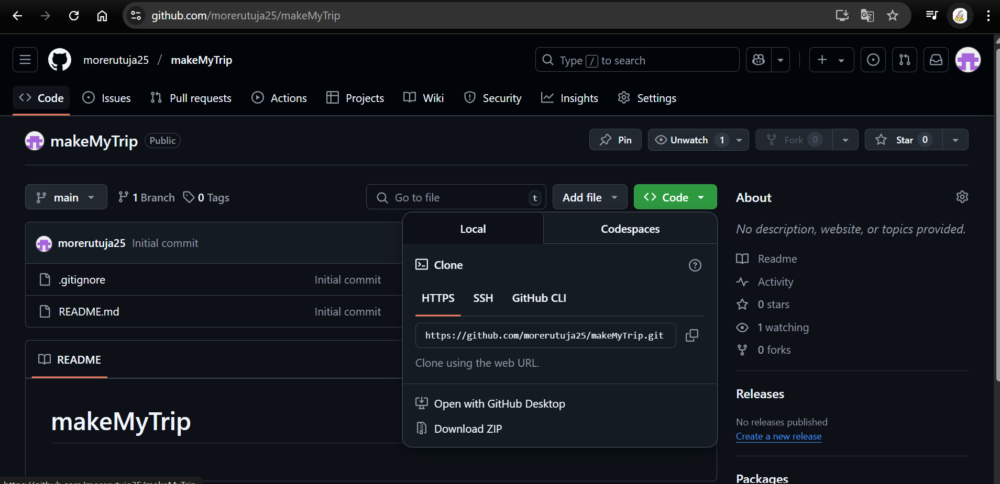 github.com/morerutuja25/makeMyTrip
morerutuja25 / makeMyTrip
Type / to search
Code Issues Pull requests Actions Projects Wiki Security Insights Settings
makeMyTrip Public
Pin Unwatch 1 Fork 0 Star 0
main 1 Branch 0 Tags
Go to file t Add file Code
morerutuja25 Initial commit
.gitignore Initial commit
README.md Initial commit
README
makeMyTrip
Local Codespaces
Clone
HTTPS SSH GitHub CLI
https://github.com/morerutuja25/makeMyTrip.git
Clone using the web URL.
Open with GitHub Desktop
Download ZIP
About
No description, website, or topics provided.
Readme
Activity
0 stars
1 watching
0 forks
Releases
No releases published
Create a new release
Packages
https://github.com/morerutuja25/makeMyTrip